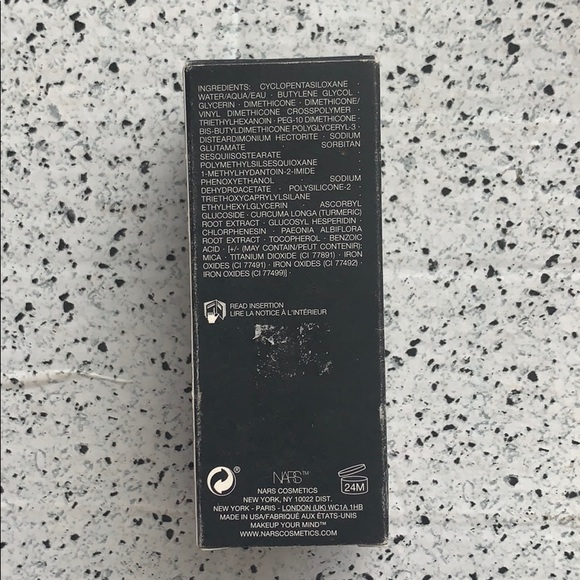 INGREDIENTS: CYCLOPENTASILOXANE
WATER/AQUA/EAU · BUTYLENE GLYCOL ·
GLYCERIN · DIMETHICONE · DIMETHICONE/
VINYL DIMETHICONE CROSSPOLYMER ·
TRIETHYLHEXANOIN · PEG-10 DIMETHICONE ·
BIS-BUTYLDIMETHICONE POLYGLYCERYL-3 ·
DISTEARDIMONIUM HECTORITE · SODIUM
GLUTAMATE · SORBITAN
SESQUIISOSTEARATE ·
POLYMETHYLSILSESQUIOXANE ·
1-METHYLHYDANTOIN-2-IMIDE ·
PHENOXYETHANOL · SODIUM
DEHYDROACETATE · POLYSILICONE-2 ·
TRIETHOXYCAPRYLYLSILANE ·
ETHYLHEXYLGLYCERIN · ASCORBYL
GLUCOSIDE · CURCUMA LONGA (TURMERIC)
ROOT EXTRACT · GLUCOSYL HESPERIDIN ·
CHLORPHENESIN · PAEONIA ALBIFLORA
ROOT EXTRACT · TOCOPHEROL · BENZOIC
ACID · [+/- (MAY CONTAIN/PEUT CONTENIR):
MICA · TITANIUM DIOXIDE (CI 77891) · IRON
OXIDES (CI 77491) · IRON OXIDES (CI 77492) ·
IRON OXIDES (CI 77499)] ·
READ INSERTION
LIRE LA NOTICE À L'INTÉRIEUR
NARS™
24M
NARS COSMETICS
NEW YORK, NY 10022 DIST.
NEW YORK - PARIS - LONDON (UK) WC1A 1HB
MADE IN USA/FABRIQUÉ AUX ÉTATS-UNIS
MAKEUP YOUR MIND™
WWW.NARSCOSMETICS.COM